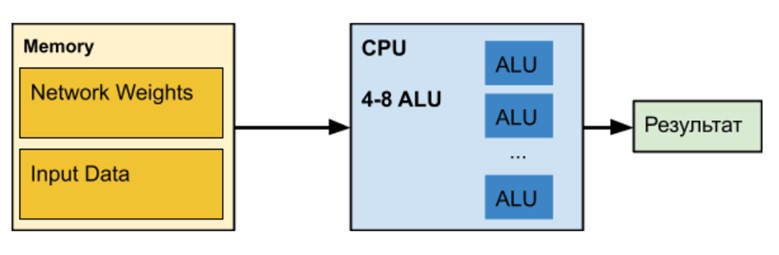 Memory
Network Weights
Input Data
CPU
4-8 ALU
ALU
ALU
...
ALU
Результат